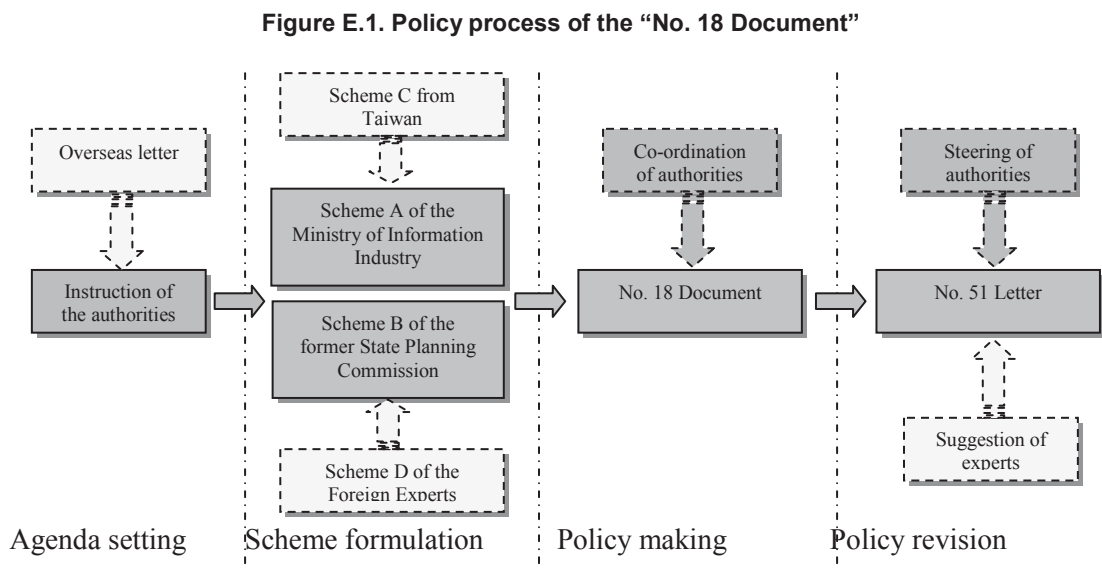 Figure E.1. Policy process of the “No. 18 Document”
Overseas letter
Instruction of
the authorities
Scheme C from
Taiwan
Scheme A of the
Ministry of Information
Industry
Scheme B of the
former State Planning
Commission
Scheme D of the
Foreign Experts
Co-ordination
of authorities
No. 18 Document
Steering of
authorities
No. 51 Letter
Suggestion of
experts
Agenda setting
Scheme formulation
Policy making
Policy revision